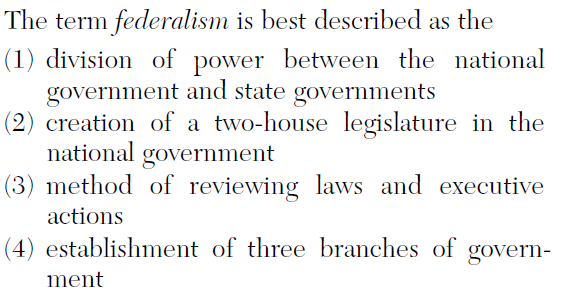 The term federalism is best described as the
(1) division of power between the national
government and state governments
(2) creation of a two-house legislature in the
national government
(3) method of reviewing laws and executive
actions
(4) establishment of three branches of govern-
ment